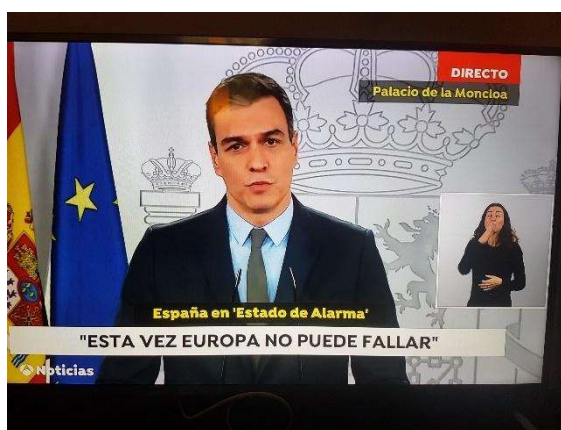 DIRECTO
Palacio de la Moncloa
España en 'Estado de Alarma'
"ESTA VEZ EUROPA NO PUEDE FALLAR"
Noticias